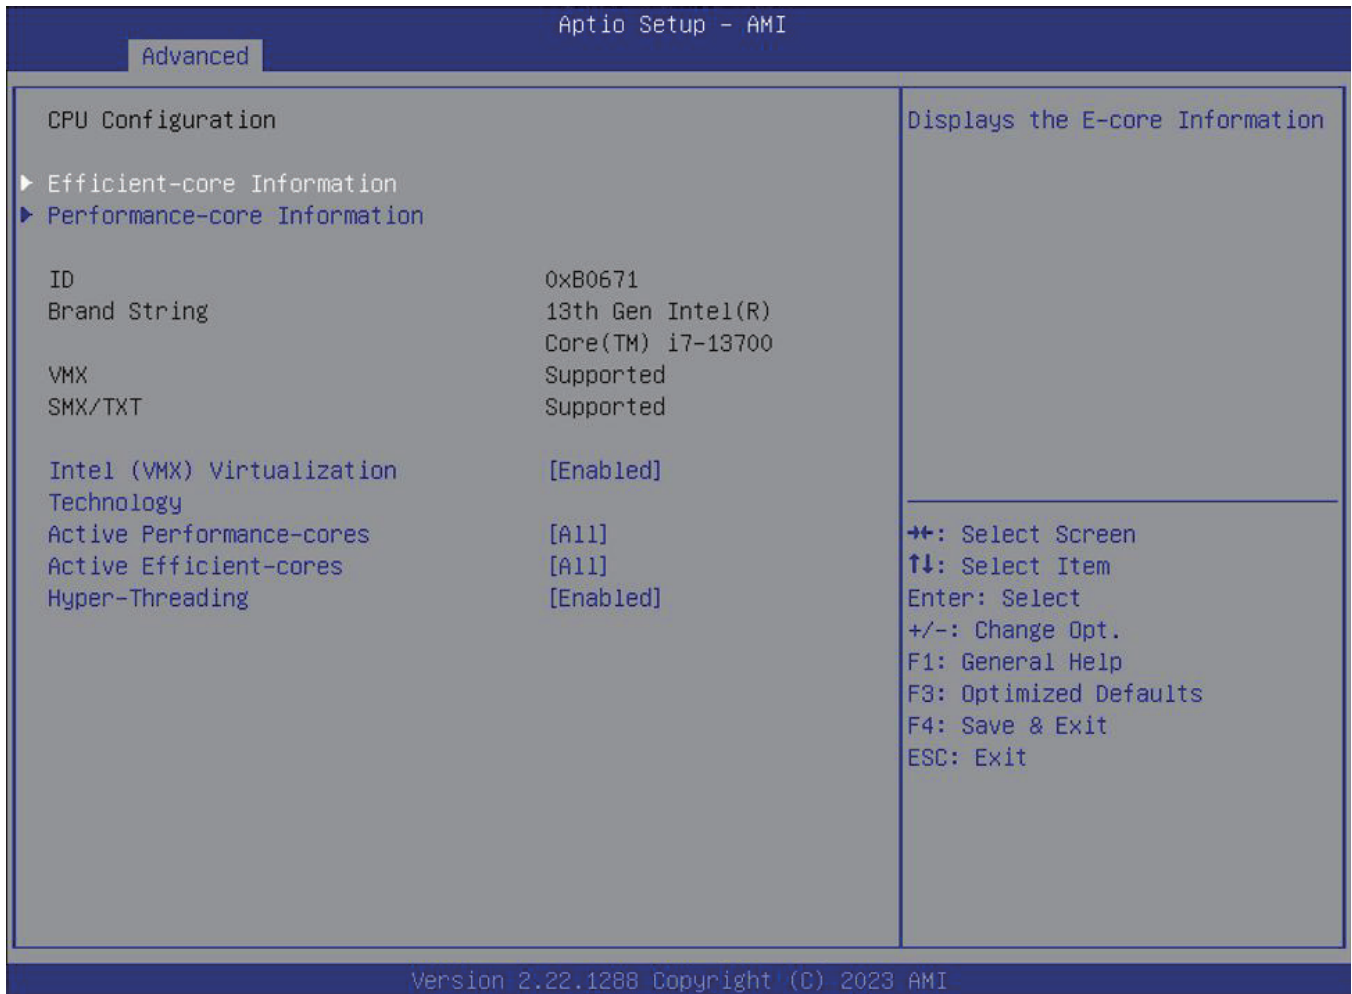 Aptio Setup – AMI
Advanced
CPU Configuration
Efficient-core Information
Performance-core Information
ID 0xB0671
Brand String 13th Gen Intel(R)
Core(TM) i7-13700
VMX Supported
SMX/TXT Supported
Intel (VMX) Virtualization [Enabled]
Technology
Active Performance-cores [All]
Active Efficient-cores [All]
Hyper-Threading [Enabled]
Displays the E-core Information
→←: Select Screen
↑↓: Select Item
Enter: Select
+/-: Change Opt.
F1: General Help
F3: Optimized Defaults
F4: Save & Exit
ESC: Exit
Version 2.22.1288 Copyright (C) 2023 AMI